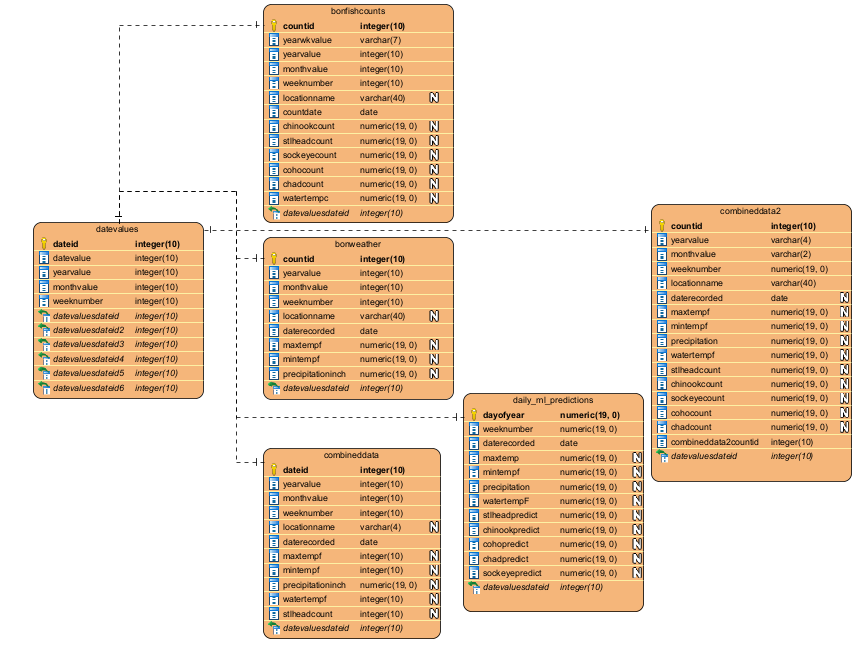 bonfishcounts
countid integer(10)
yearwkvalue varchar(7)
yearvalue integer(10)
monthvalue integer(10)
weeknumber integer(10)
locationname varchar(40) N
countdate date
chinookcount numeric(19, 0) N
stlheadcount numeric(19, 0) N
sockeyecount numeric(19, 0) N
cohocount numeric(19, 0) N
chadcount numeric(19, 0) N
watertempc numeric(19, 0) N
datevaluesdateid integer(10)
datevalues
dateid integer(10)
datevalue integer(10)
yearvalue integer(10)
monthvalue integer(10)
weeknumber integer(10)
datevaluesdateid integer(10)
datevaluesdateid2 integer(10)
datevaluesdateid3 integer(10)
datevaluesdateid4 integer(10)
datevaluesdateid5 integer(10)
datevaluesdateid6 integer(10)
bonweather
countid integer(10)
yearvalue integer(10)
monthvalue integer(10)
weeknumber integer(10)
locationname varchar(40) N
daterecorded date
maxtempf numeric(19, 0) N
mintempf numeric(19, 0) N
precipitationinch numeric(19, 0) N
datevaluesdateid integer(10)
combineddata2
countid integer(10)
yearvalue varchar(4)
monthvalue varchar(2)
weeknumber numeric(19, 0)
locationname varchar(40)
daterecorded date N
maxtempf numeric(19, 0) N
mintempf numeric(19, 0) N
precipitation numeric(19, 0) N
watertempf numeric(19, 0) N
stlheadcount numeric(19, 0) N
chinookcount numeric(19, 0) N
sockeycount numeric(19, 0) N
cohocount numeric(19, 0) N
chadcount numeric(19, 0) N
combineddata2countid integer(10)
datevaluesdateid integer(10)
daily_ml_predictions
dayofyear numeric(19, 0)
weeknumber numeric(19, 0)
daterecorded date
maxtemp numeric(19, 0) N
mintempf numeric(19, 0) N
precipitation numeric(19, 0) N
watertempF numeric(19, 0) N
stlheadpredict numeric(19, 0) N
chinookpredict numeric(19, 0) N
cohopredict numeric(19, 0) N
chadpredict numeric(19, 0) N
sockeyepredict numeric(19, 0) N
datevaluesdateid integer(10)
combineddata
dateid integer(10)
yearvalue integer(10)
monthvalue integer(10)
weeknumber integer(10)
locationname varchar(4) N
daterecorded date
maxtempf integer(10) N
mintempf integer(10) N
precipitationinch numeric(19, 0) N
watertempf integer(10) N
stlheadcount integer(10) N
datevaluesdateid integer(10)